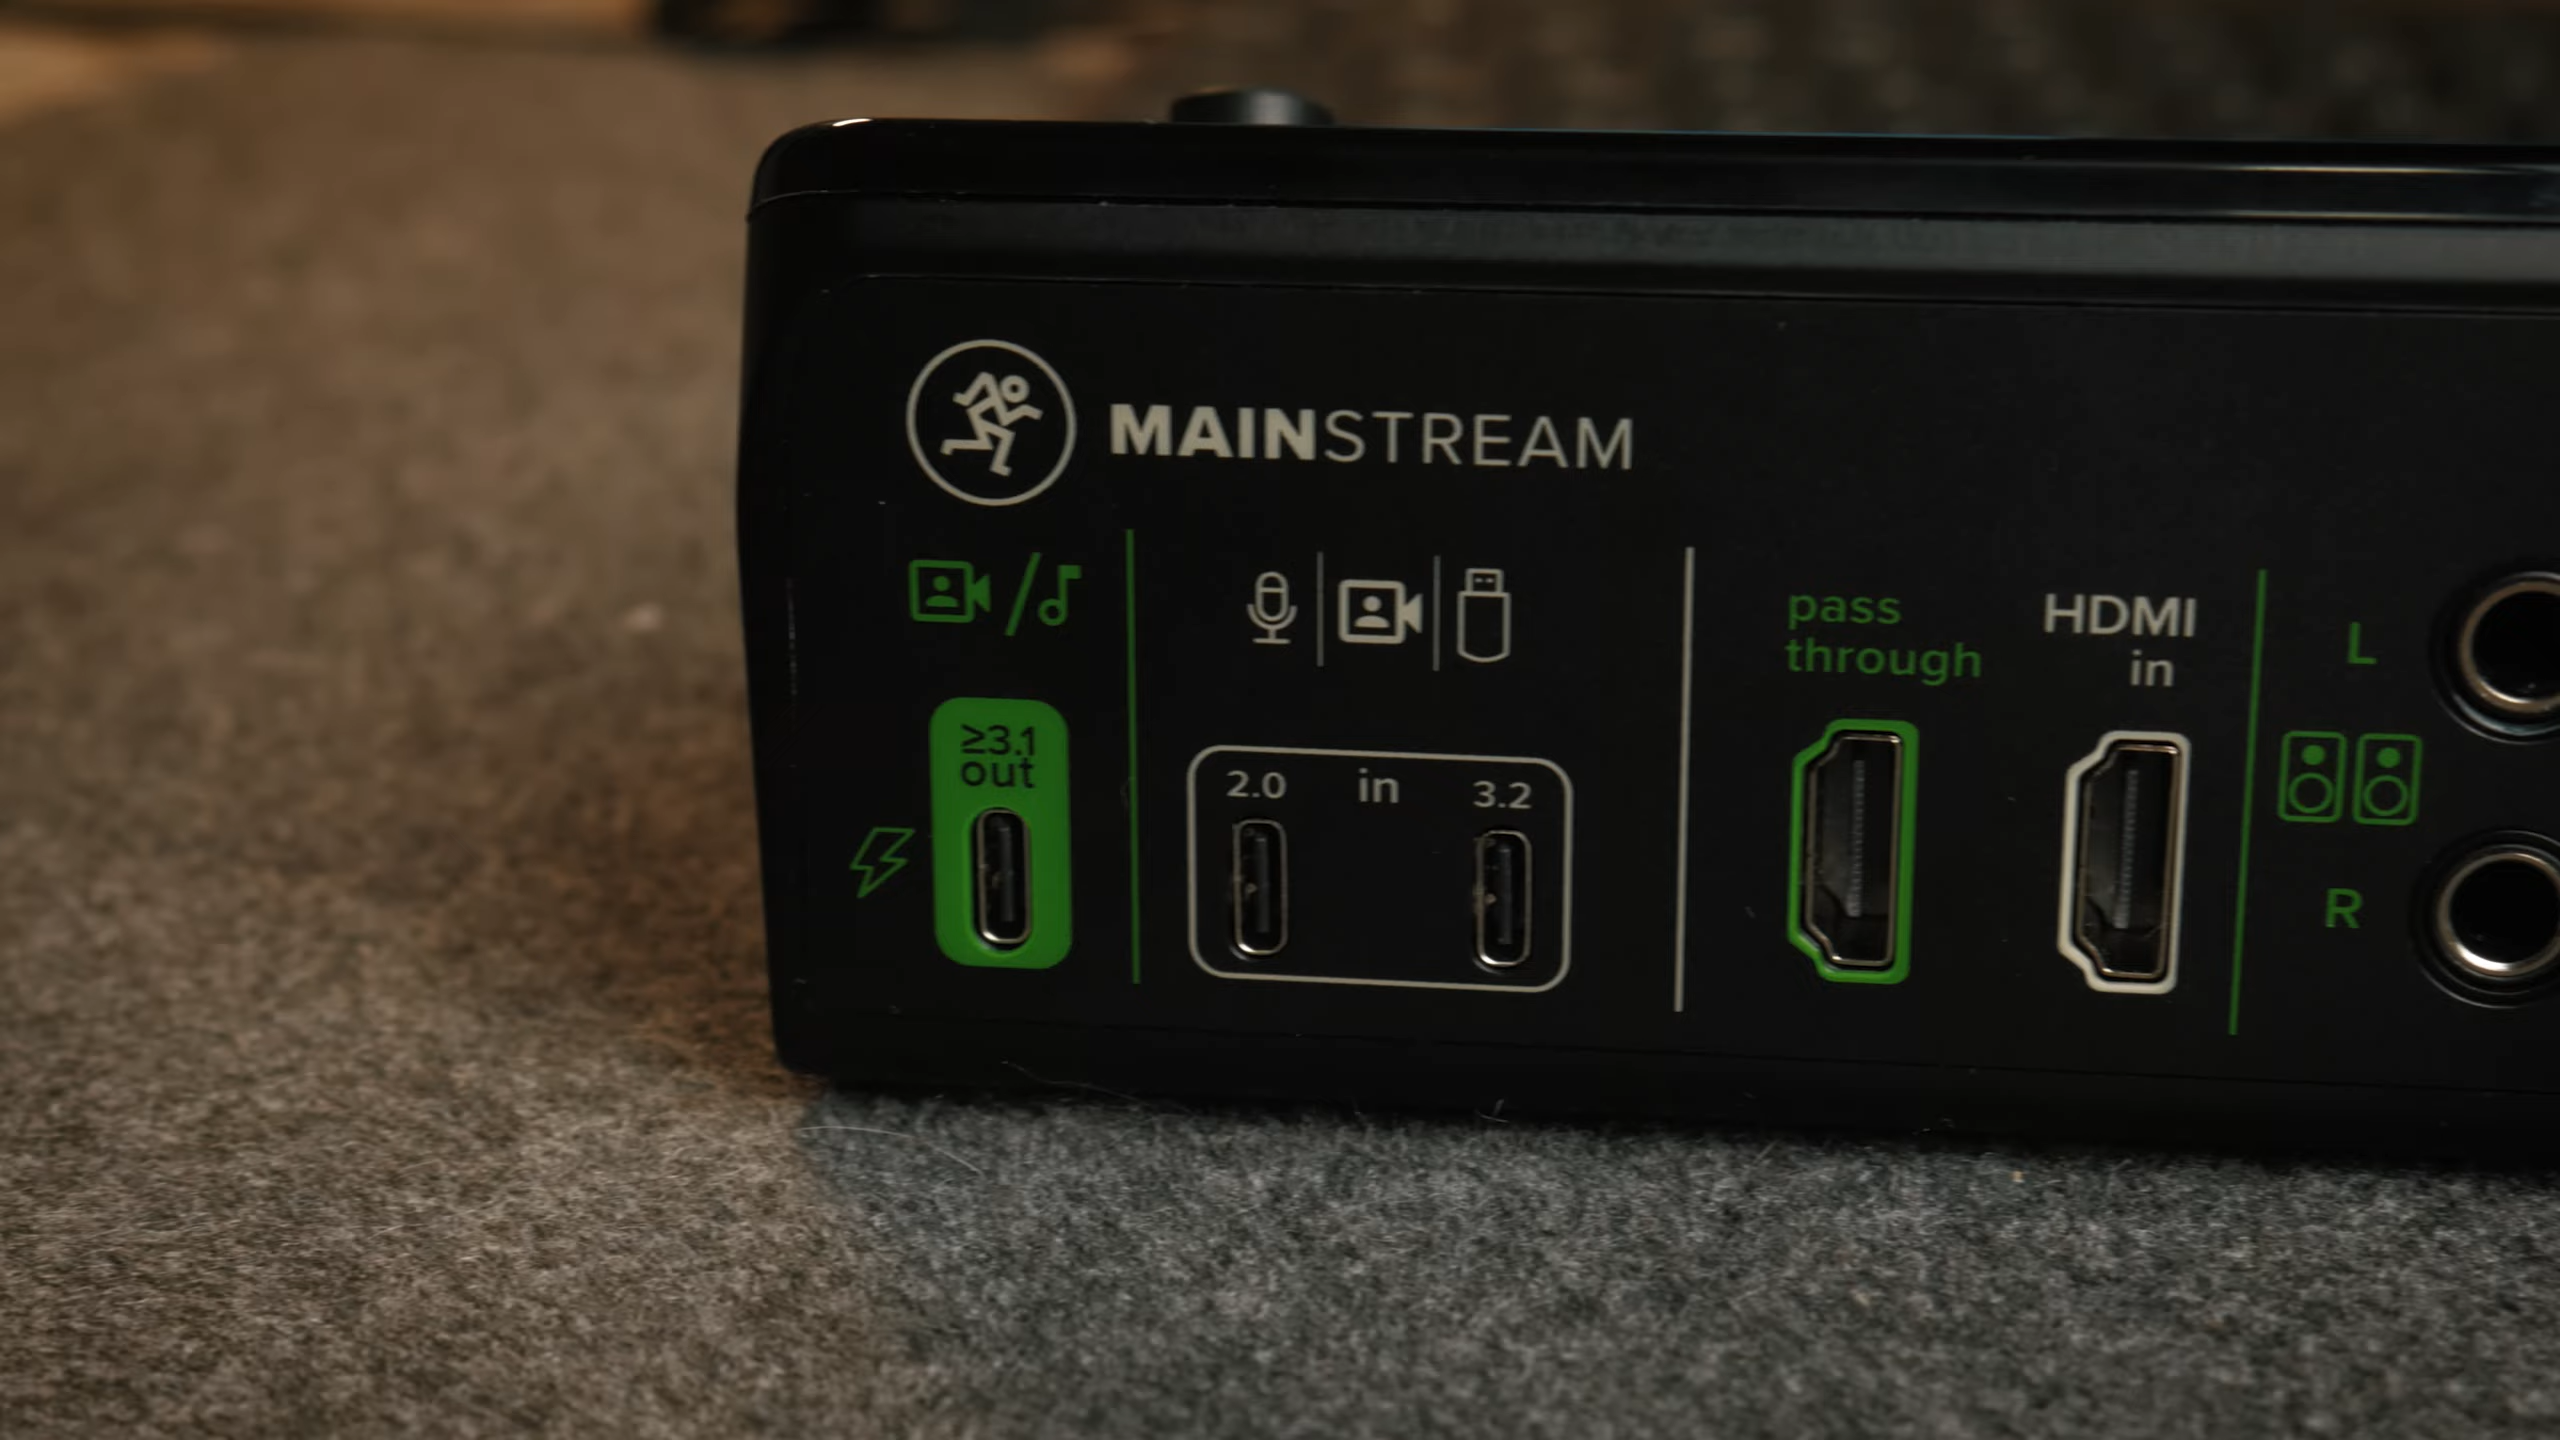 MAINSTREAM
≥3.1
out
2.0 in 3.2
pass
through
HDMI
in
L
R